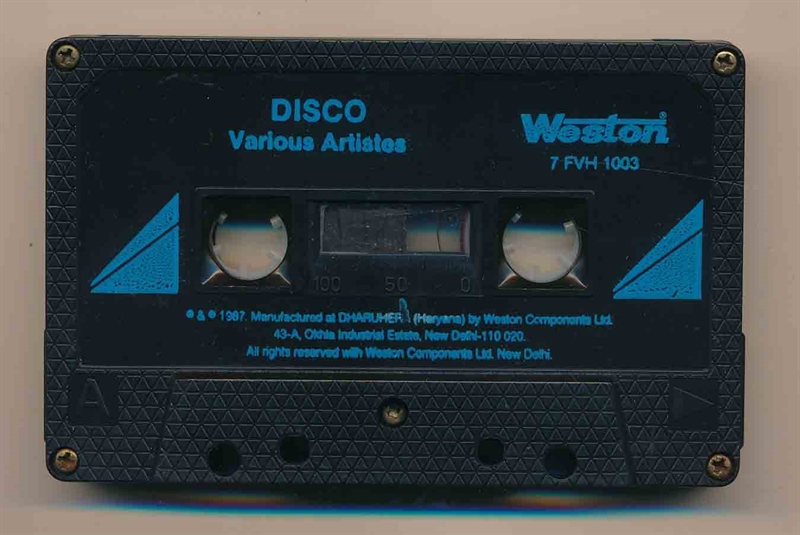 DISCO
Various Artistes
Weston®
7 FVH 1003
100 50 0
℗ & © 1987. Manufactured at DHARUHERA (Haryana) by Weston Components Ltd.
43-A, Okhla Industrial Estate, New Delhi-110 020.
All rights reserved with Weston Components Ltd. New Delhi.
A